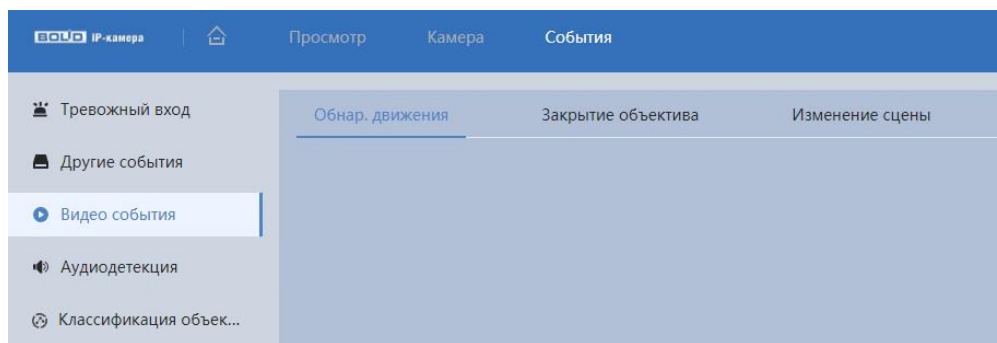 BOLID IP-камера Просмотр Камера События
Тревожный вход
Обнар. движения Закрытие объектива Изменение сцены
Другие события
Видео события
Аудиодетекция
Классификация объек...